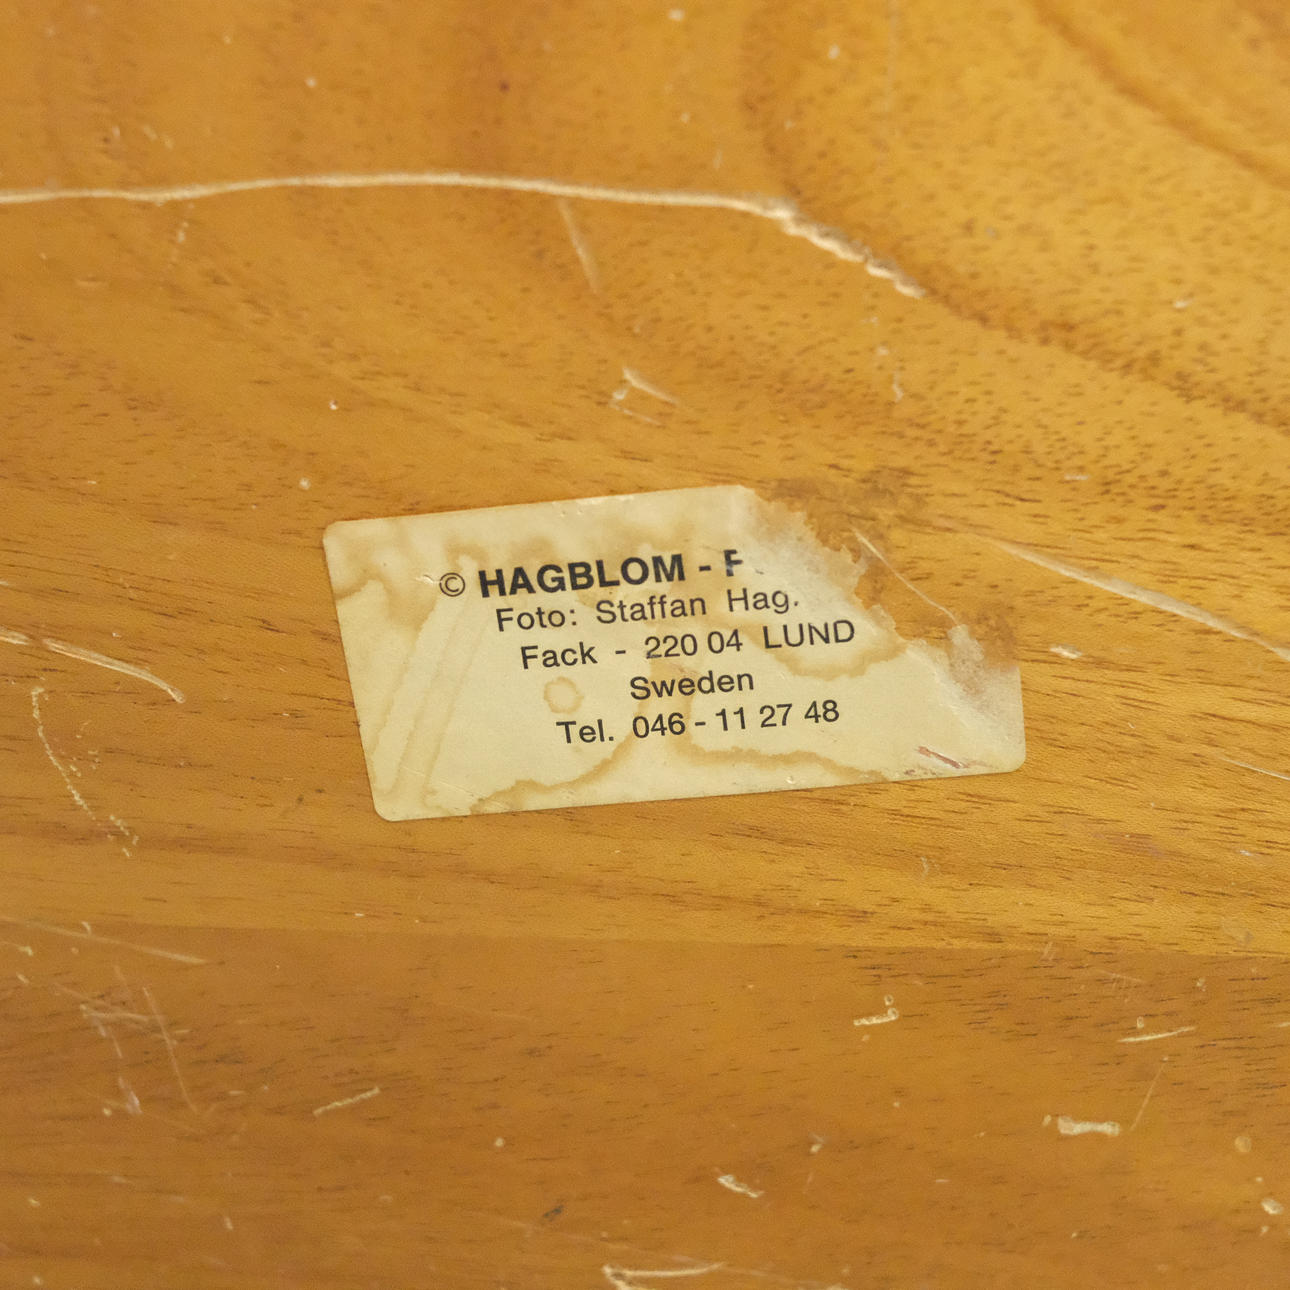 © HAGBLOM - F
Foto: Staffan Hag
Fack - 220 04 LUND
Sweden
Tel. 046 - 11 27 48